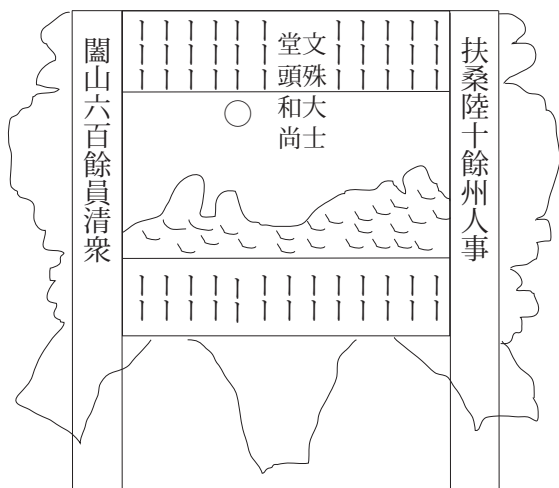 扶桑陸十餘州人事
文殊大士
堂頭和尚
闔山六百餘員清衆